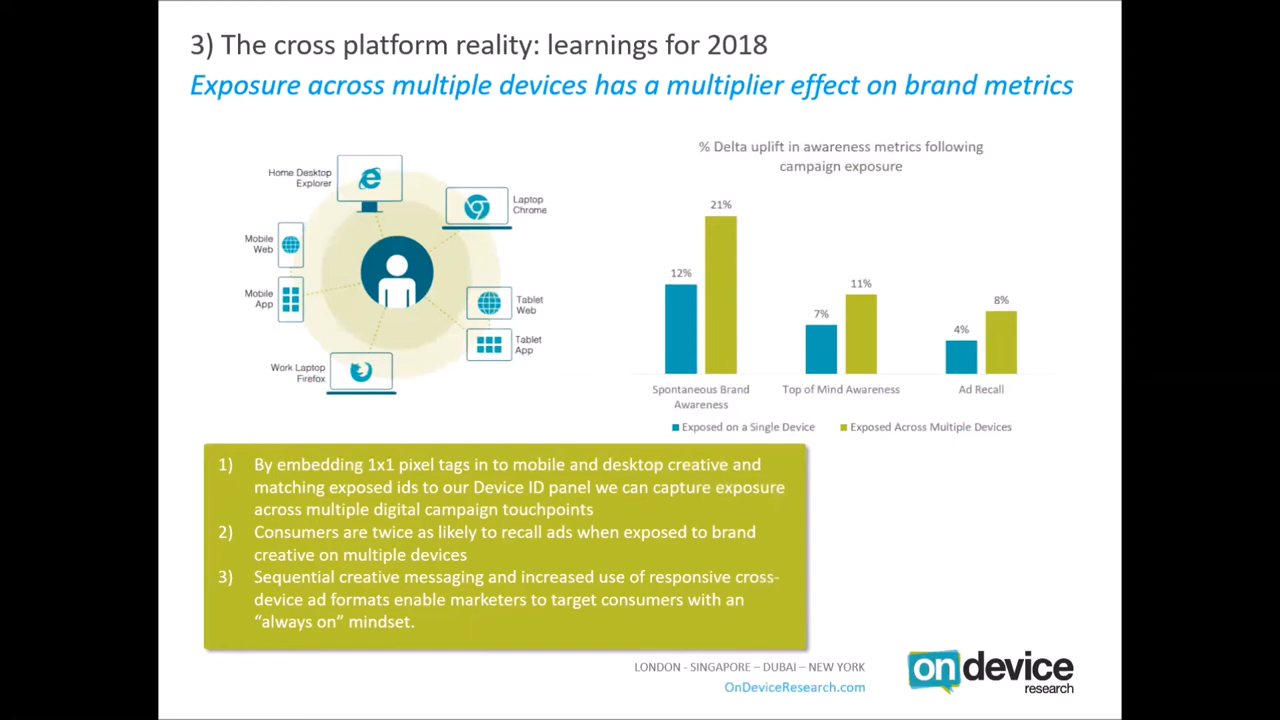 3) The cross platform reality: learnings for 2018
Exposure across multiple devices has a multiplier effect on brand metrics
Home Desktop
Explorer
Laptop
Chrome
Mobile
Web
Mobile
App
Tablet
Web
Tablet
App
Work Laptop
Firefox
% Delta uplift in awareness metrics following
campaign exposure
21%
12%
11%
7%
8%
4%
Spontaneous Brand
Awareness
Top of Mind Awareness
Ad Recall
Exposed on a Single Device
Exposed Across Multiple Devices
1) By embedding 1x1 pixel tags in to mobile and desktop creative and
matching exposed ids to our Device ID panel we can capture exposure
across multiple digital campaign touchpoints
2) Consumers are twice as likely to recall ads when exposed to brand
creative on multiple devices
3) Sequential creative messaging and increased use of responsive cross-
device ad formats enable marketers to target consumers with an
“always on” mindset.
LONDON - SINGAPORE – DUBAI – NEW YORK
OnDeviceResearch.com
on device
research